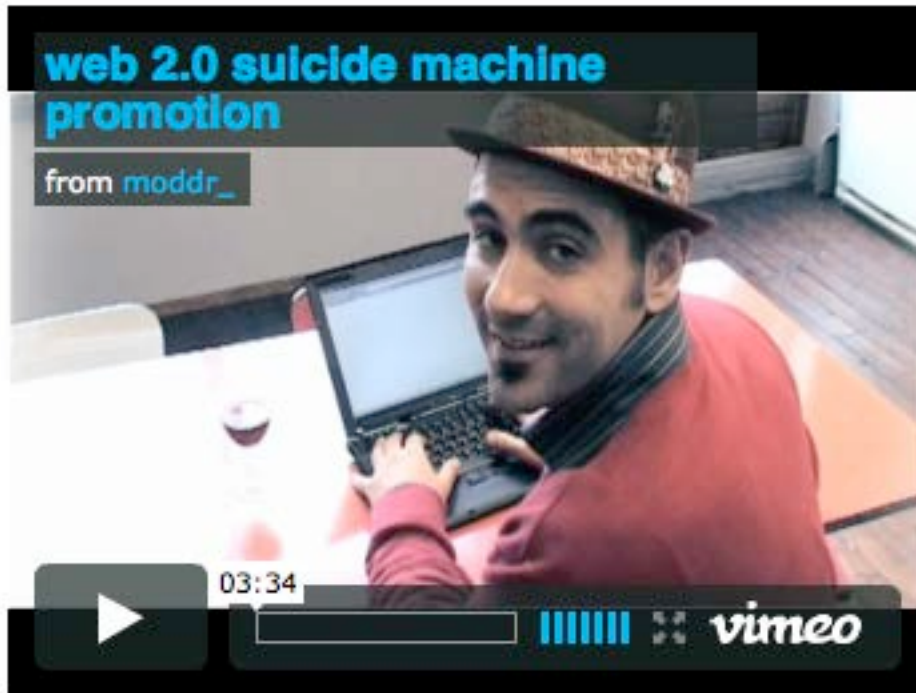 web 2.0 suicide machine
promotion
from moddr_
03:34
vimeo